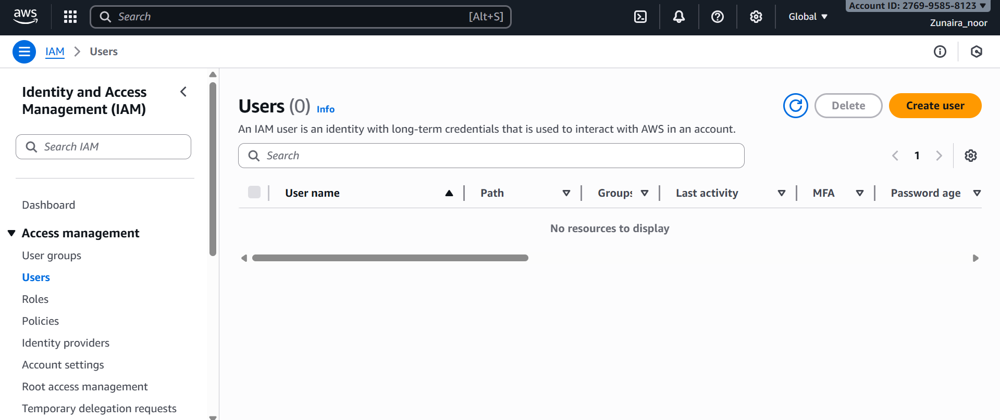 aws
Search
[Alt+S]
Global
Account ID: 2769-9585-8123
Zunaira_noor
IAM
Users
Identity and Access
Management (IAM)
Search IAM
Dashboard
Access management
User groups
Users
Roles
Policies
Identity providers
Account settings
Root access management
Temporary delegation requests
Users (0) Info
Delete
Create user
An IAM user is an identity with long-term credentials that is used to interact with AWS in an account.
Search
1
User name
Path
Groups
Last activity
MFA
Password age
No resources to display